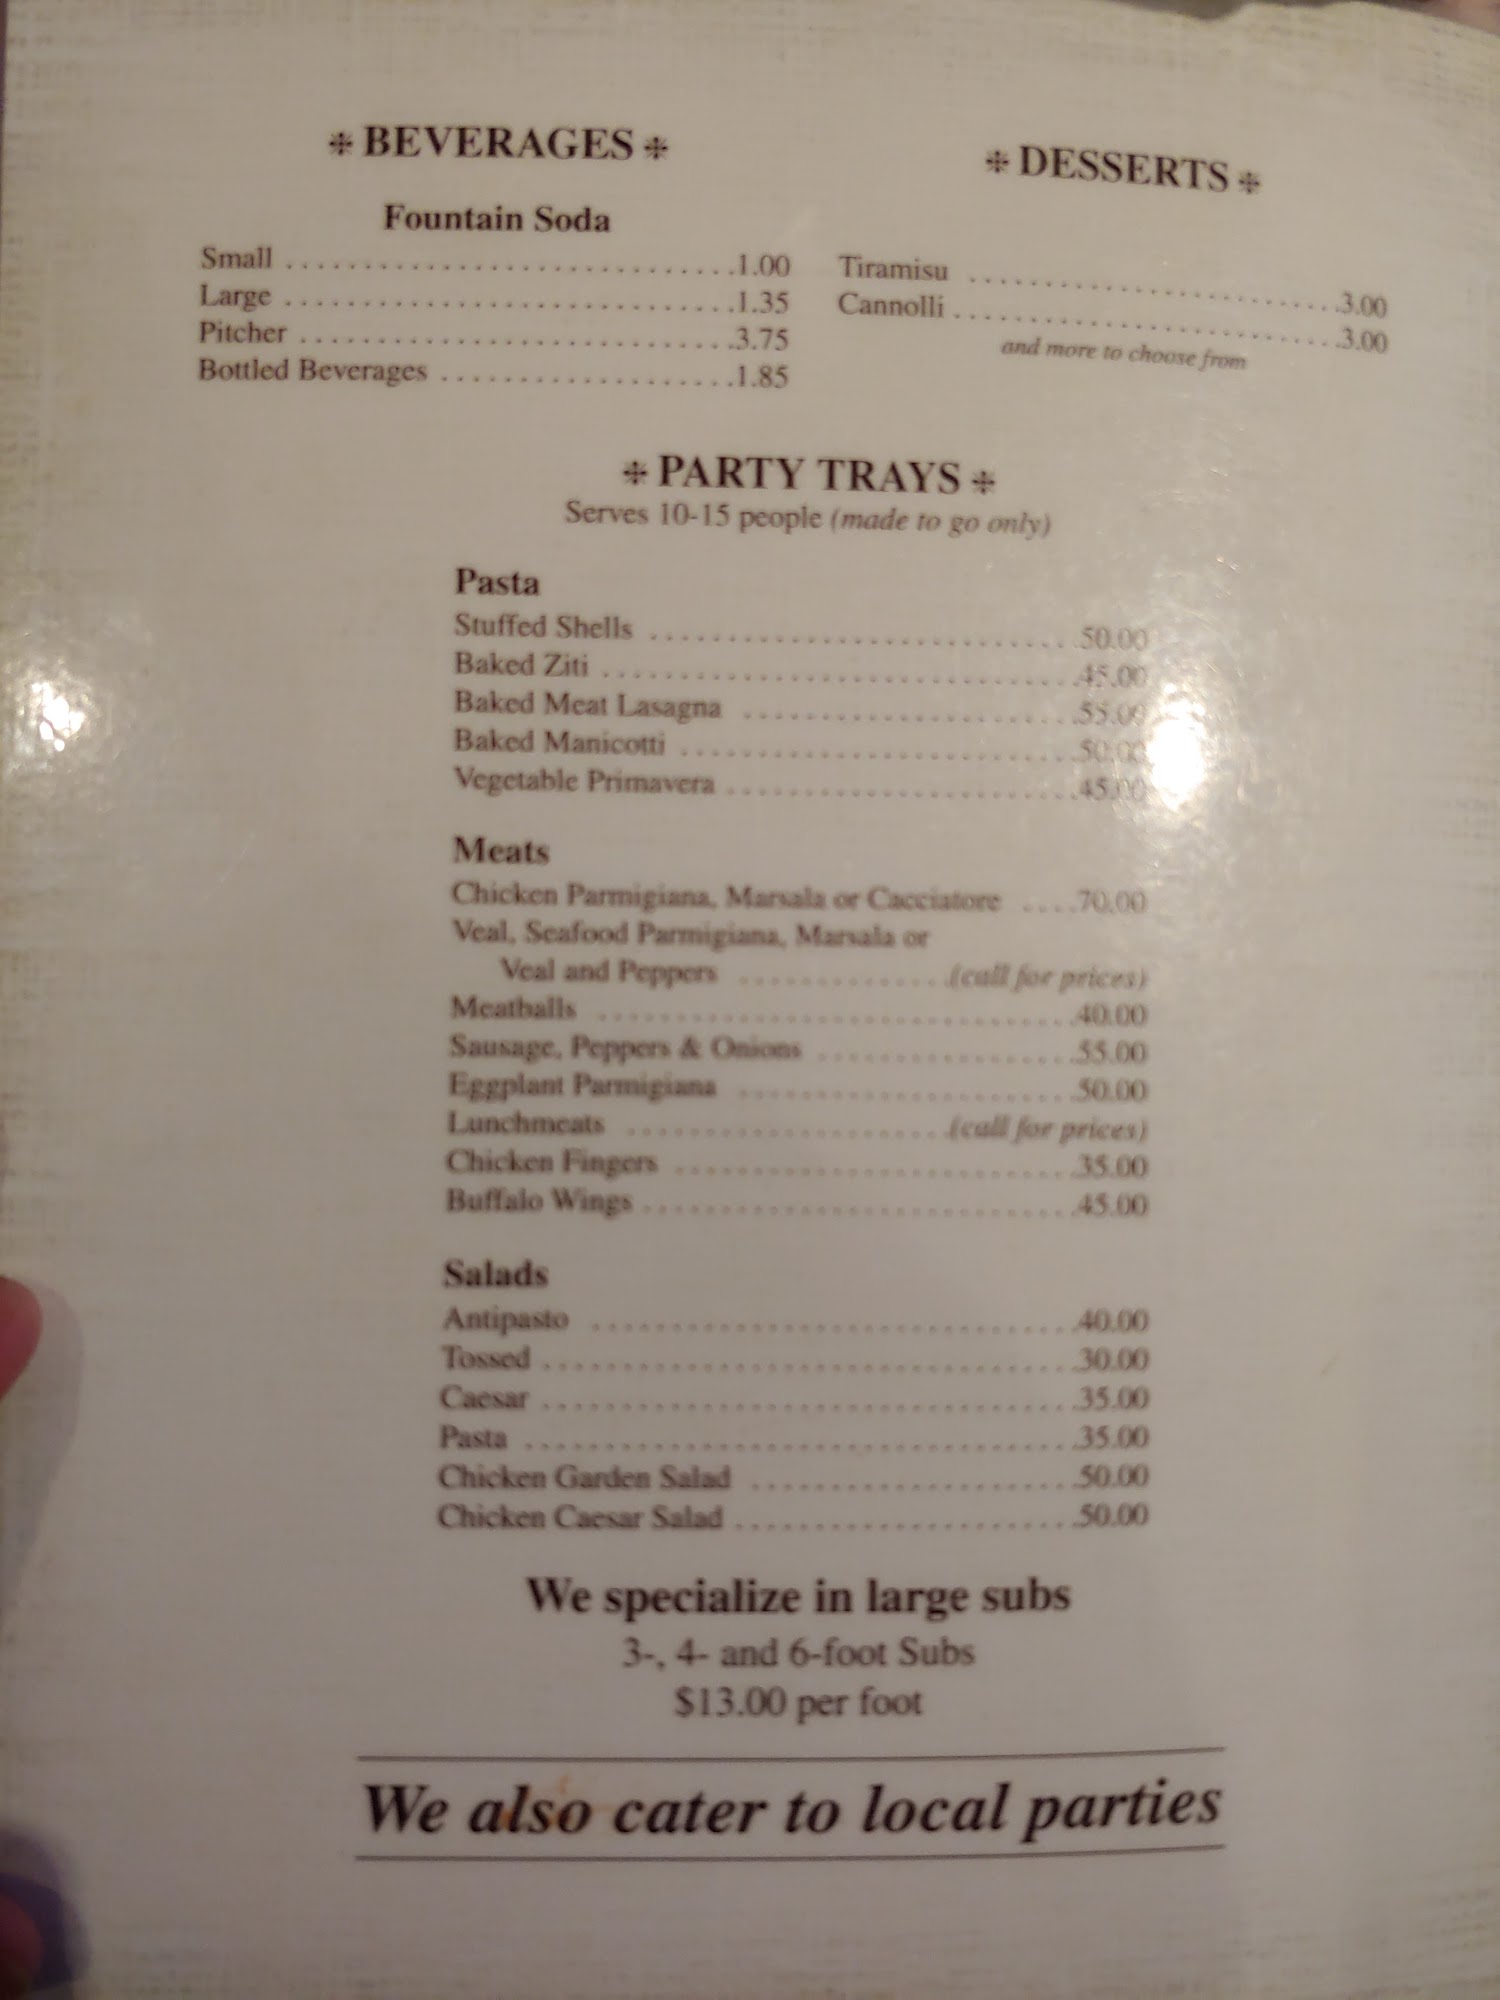 ❈ BEVERAGES ❈
Fountain Soda
Small ..............................1.00
Large ..............................1.35
Pitcher .............................3.75
Bottled Beverages ....................1.85
❈ DESSERTS ❈
Tiramisu .........................3.00
Cannolli ..........................3.00
and more to choose from
❈ PARTY TRAYS ❈
Serves 10-15 people (made to go only)
Pasta
Stuffed Shells ............................50.00
Baked Ziti ...............................45.00
Baked Meat Lasagna ......................55.00
Baked Manicotti ..........................50.00
Vegetable Primavera .......................45.00
Meats
Chicken Parmigiana, Marsala or Cacciatore ....70.00
Veal, Seafood Parmigiana, Marsala or
Veal and Peppers ..............(call for prices)
Meatballs ...............................40.00
Sausage, Peppers & Onions .................55.00
Eggplant Parmigiana ......................50.00
Lunchmeats .....................(call for prices)
Chicken Fingers ..........................35.00
Buffalo Wings ............................45.00
Salads
Antipasto ................................40.00
Tossed ...................................30.00
Caesar ...................................35.00
Pasta ....................................35.00
Chicken Garden Salad .....................50.00
Chicken Caesar Salad ......................50.00
We specialize in large subs
3-, 4- and 6-foot Subs
$13.00 per foot
We also cater to local parties